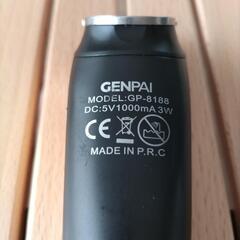 GENPAI
MODEL:GP-8188
DC:5V1000mA 3W
CE
MADE IN P.R.C